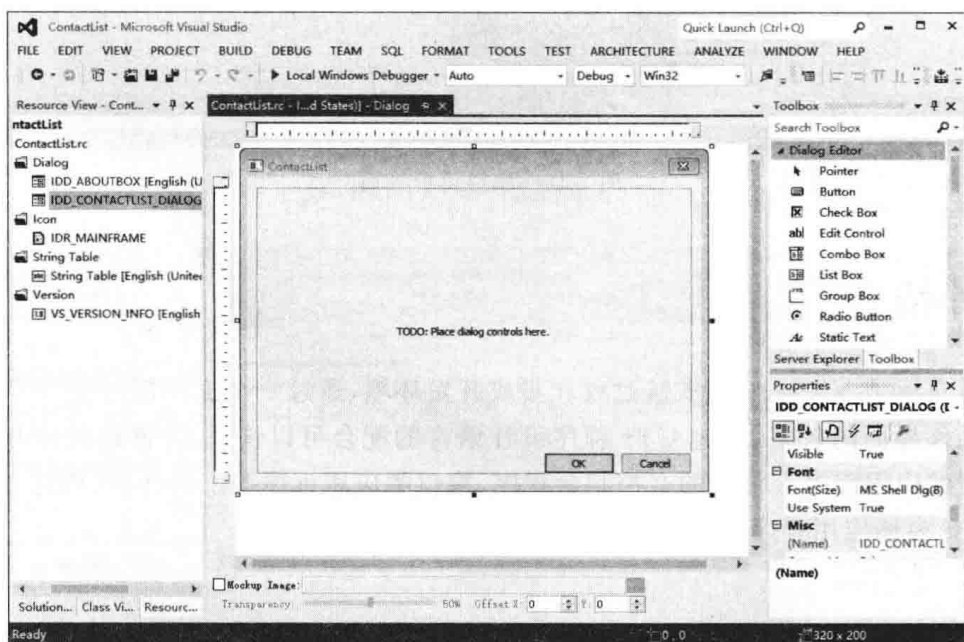 ContactList - Microsoft Visual Studio
Quick Launch (Ctrl+Q)
FILE EDIT VIEW PROJECT BUILD DEBUG TEAM SQL FORMAT TOOLS TEST ARCHITECTURE ANALYZE WINDOW HELP
Local Windows Debugger Auto Debug Win32
Resource View - Cont...
ntactList
ContactList.rc
Dialog
IDD_ABOUTBOX [English (U
IDD_CONTACTLIST_DIALOG
Icon
IDR_MAINFRAME
String Table
String Table [English (United
Version
VS_VERSION_INFO [English
Solution... Class Vi... Resourc...
ContactList.rc - I...d States)] - Dialog
ContactList
TODO: Place dialog controls here.
OK Cancel
Mockup Image:
Transparency: 50% Offset X: 0 Y: 0
Toolbox
Search Toolbox
Dialog Editor
Pointer
Button
Check Box
Edit Control
Combo Box
List Box
Group Box
Radio Button
Static Text
Server Explorer Toolbox
Properties
IDD_CONTACTLIST_DIALOG (I
Visible True
Font
Font(Size) MS Shell Dlg(8)
Use System True
Misc
(Name) IDD_CONTACTL
(Name)
Ready 0, 0 320 x 200